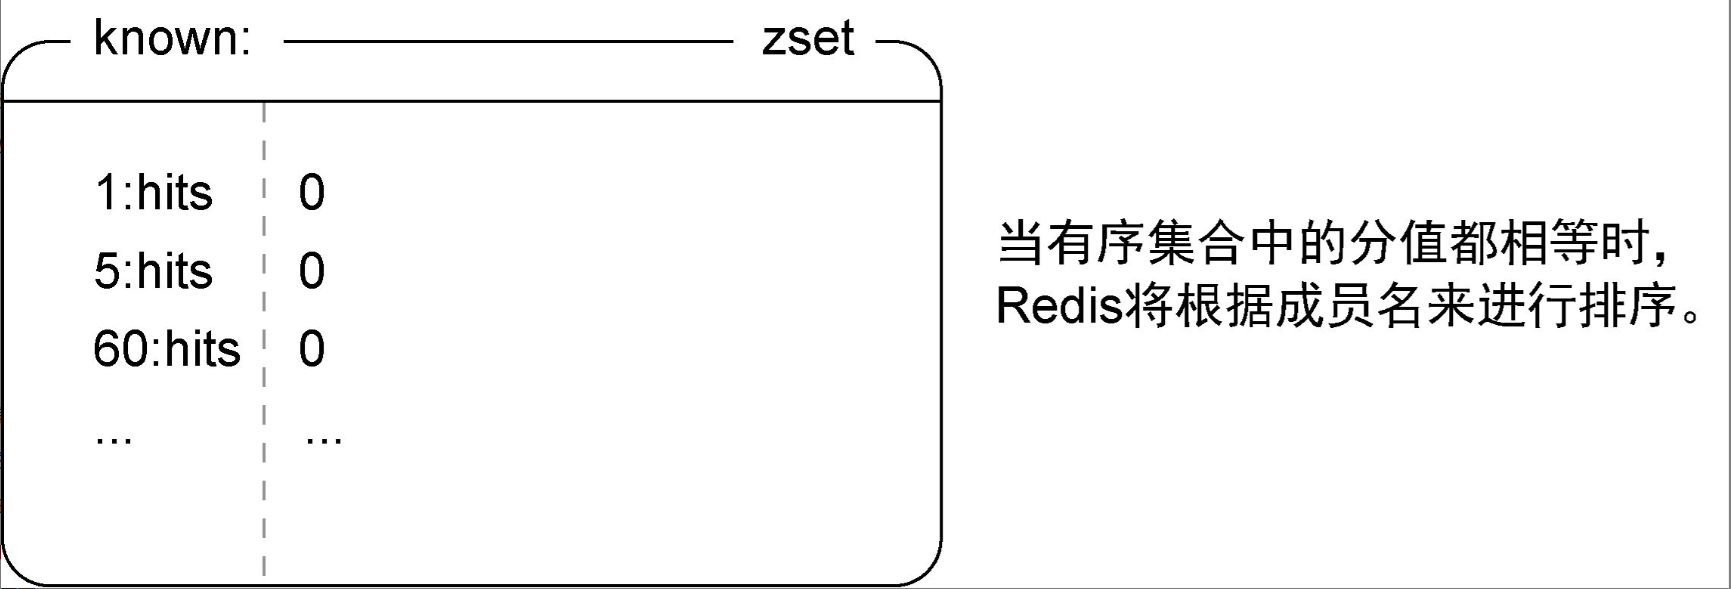 known: zset
1:hits 0
5:hits 0
60:hits 0
... ...
当有序集合中的分值都相等时，
Redis将根据成员名来进行排序。